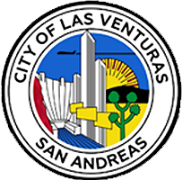 CITY OF LAS VENTURAS
SAN ANDREAS